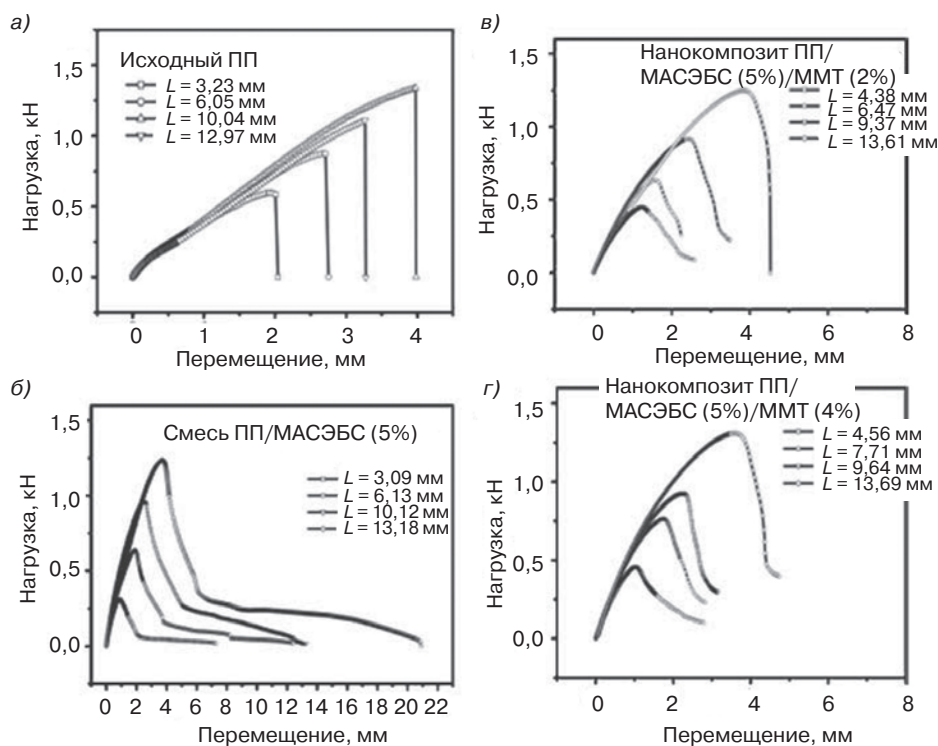 а)
Исходный ПП
L = 3,23 мм
L = 6,05 мм
L = 10,04 мм
L = 12,97 мм
1,5
1,0
0,5
0,0
Нагрузка, кН
0 1 2 3 4
Перемещение, мм
в)
Нанокомпозит ПП/
МАСЭБС (5%)/ММТ (2%)
L = 4,38 мм
L = 6,47 мм
L = 9,37 мм
L = 13,61 мм
1,5
1,0
0,5
0,0
Нагрузка, кН
0 2 4 6 8
Перемещение, мм
б)
Смесь ПП/МАСЭБС (5%)
L = 3,09 мм
L = 6,13 мм
L = 10,12 мм
L = 13,18 мм
1,5
1,0
0,5
0,0
Нагрузка, кН
0 2 4 6 8 10 12 14 16 18 20 22
Перемещение, мм
г)
Нанокомпозит ПП/
МАСЭБС (5%)/ММТ (4%)
L = 4,56 мм
L = 7,71 мм
L = 9,64 мм
L = 13,69 мм
1,5
1,0
0,5
0,0
Нагрузка, кН
0 2 4 6 8
Перемещение, мм